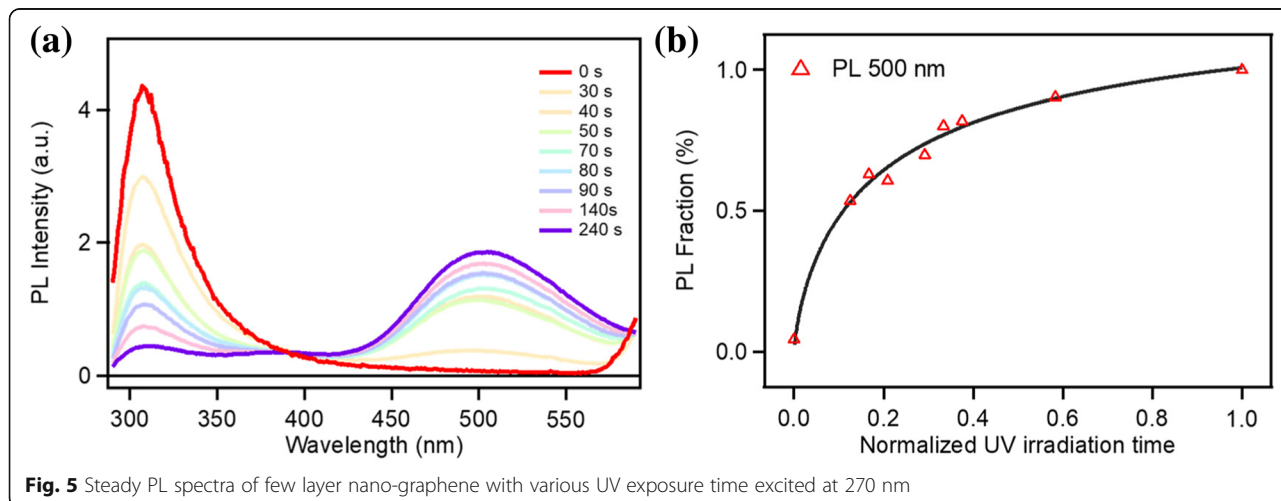 (a)
PL Intensity (a.u.)
4
2
0
300 350 400 450 500 550
Wavelength (nm)
0 s
30 s
40 s
50 s
70 s
80 s
90 s
140s
240 s
(b)
PL 500 nm
PL Fraction (%)
1.0
0.5
0.0
0.0 0.2 0.4 0.6 0.8 1.0
Normalized UV irradiation time
Fig. 5 Steady PL spectra of few layer nano-graphene with various UV exposure time excited at 270 nm